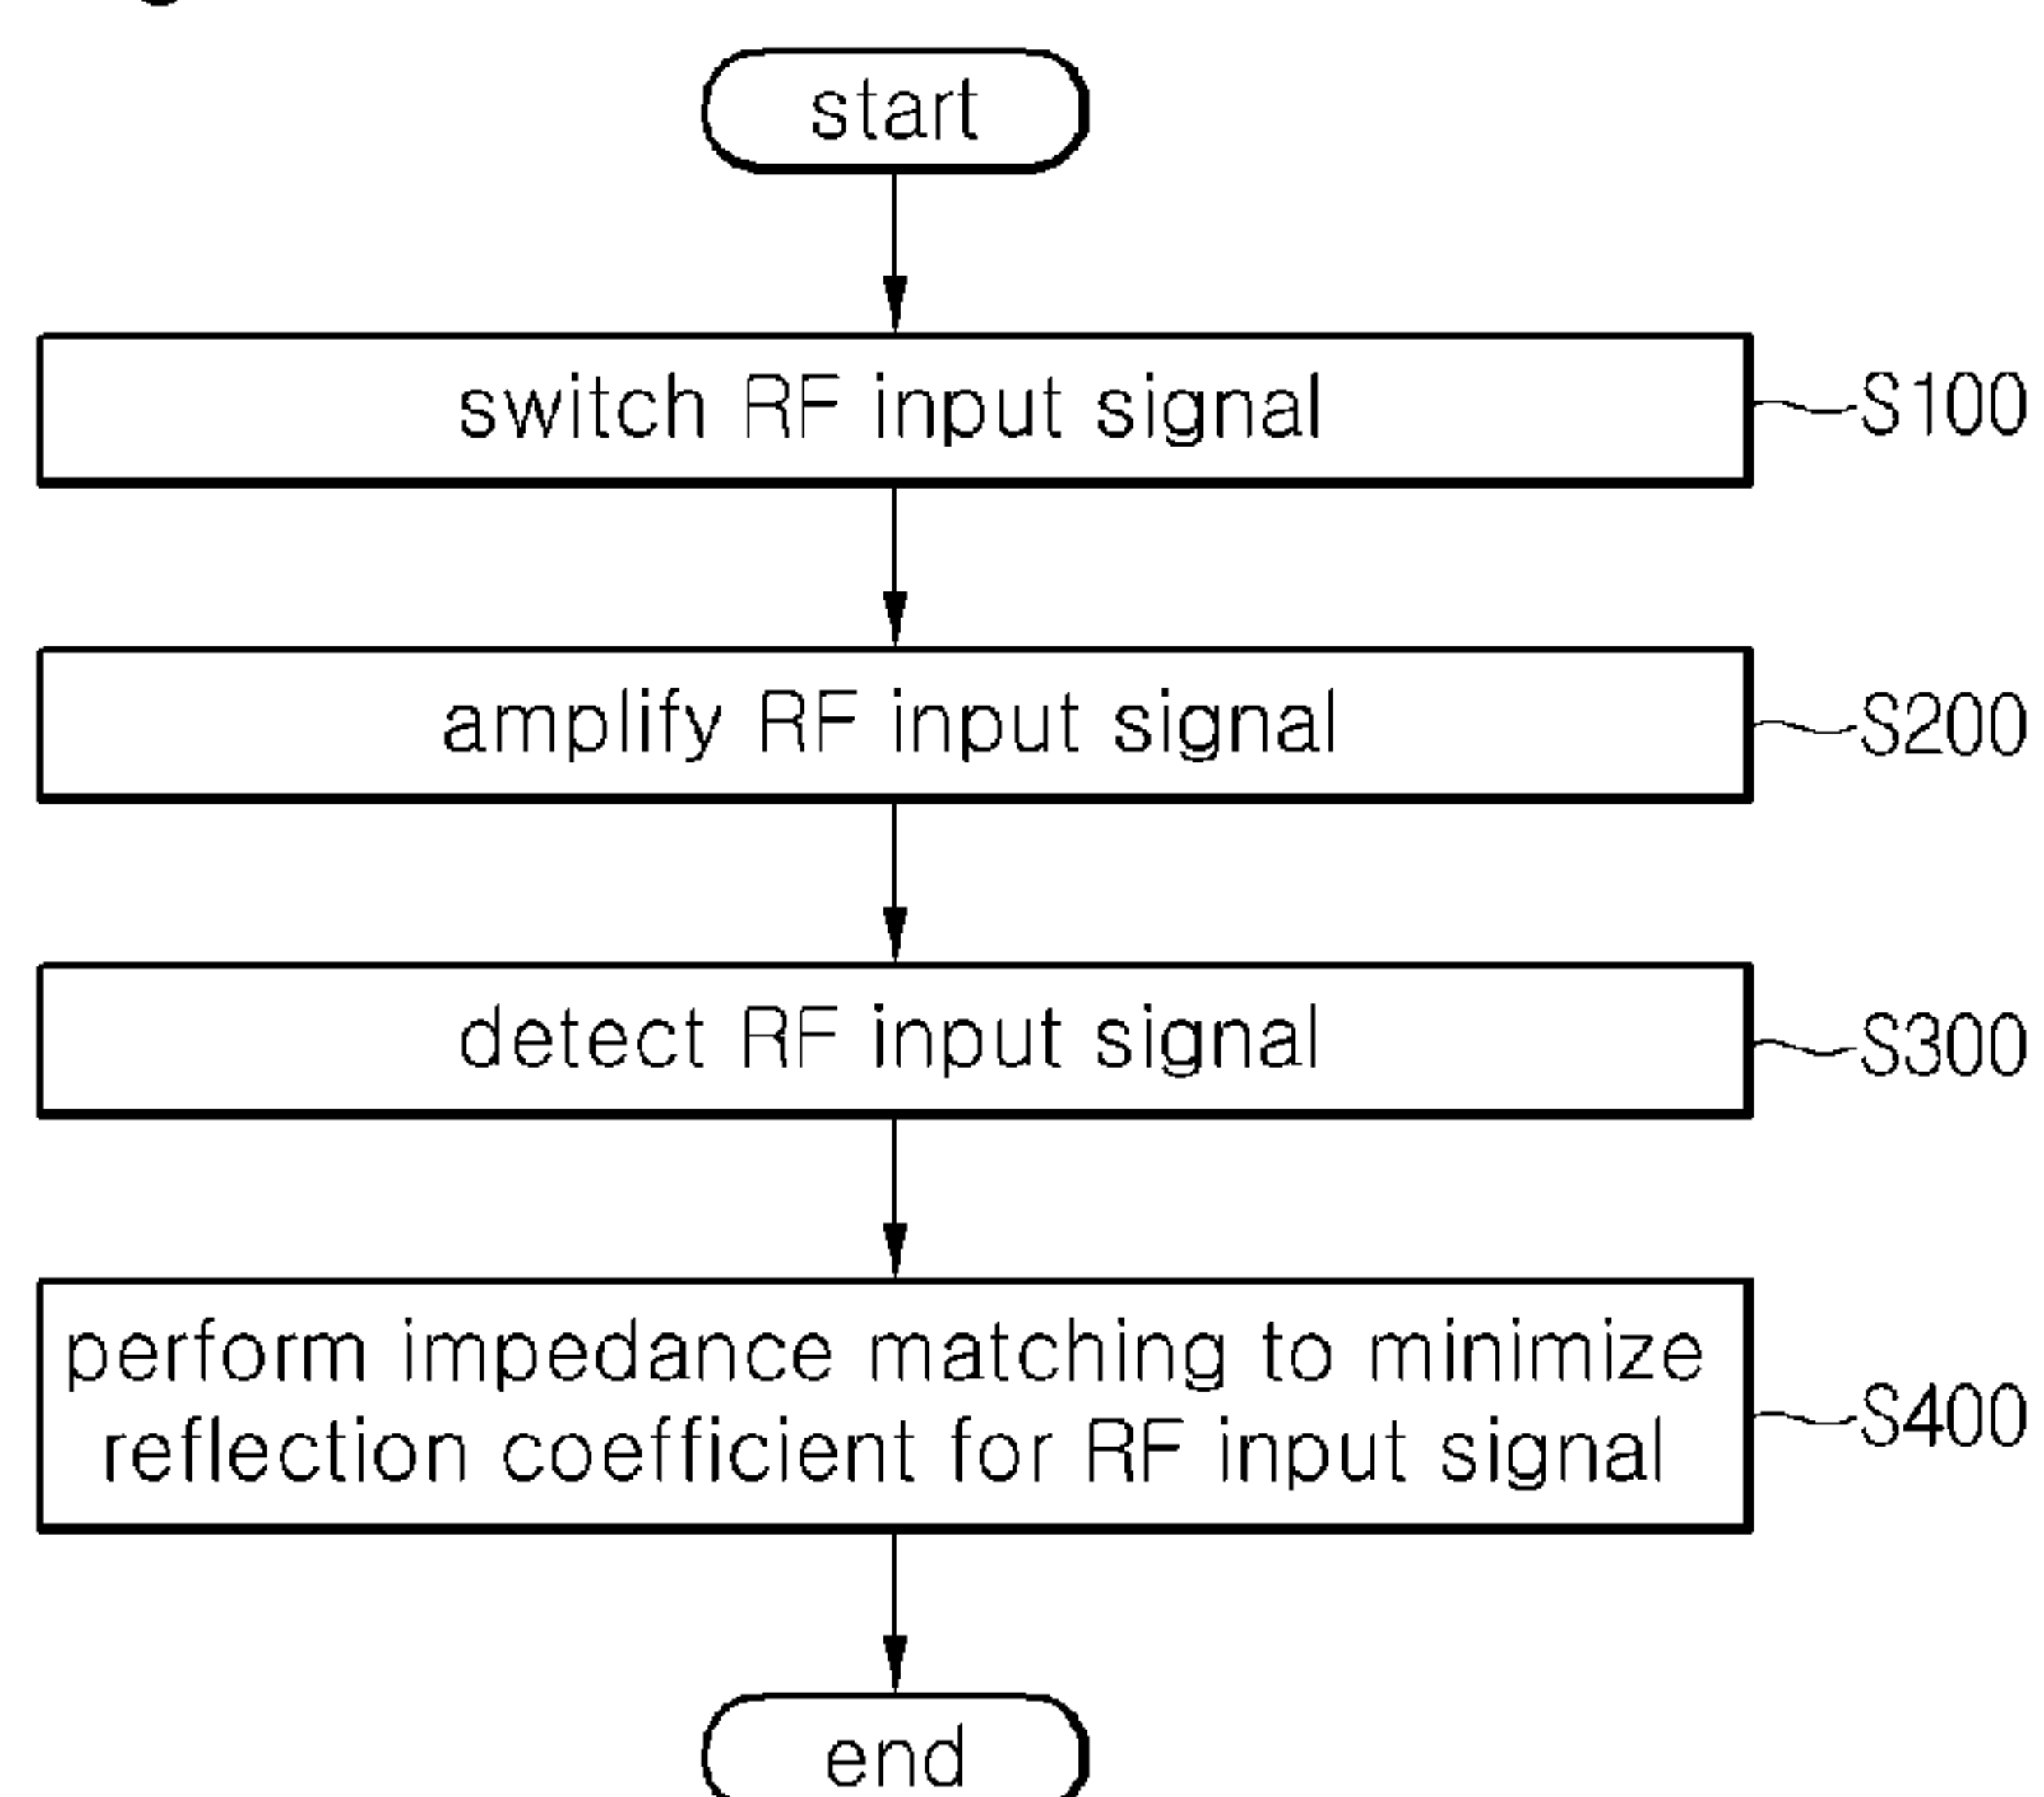 start
switch RF input signal
S100
amplify RF input signal
S200
detect RF input signal
S300
perform impedance matching to minimize
reflection coefficient for RF input signal
S400
end